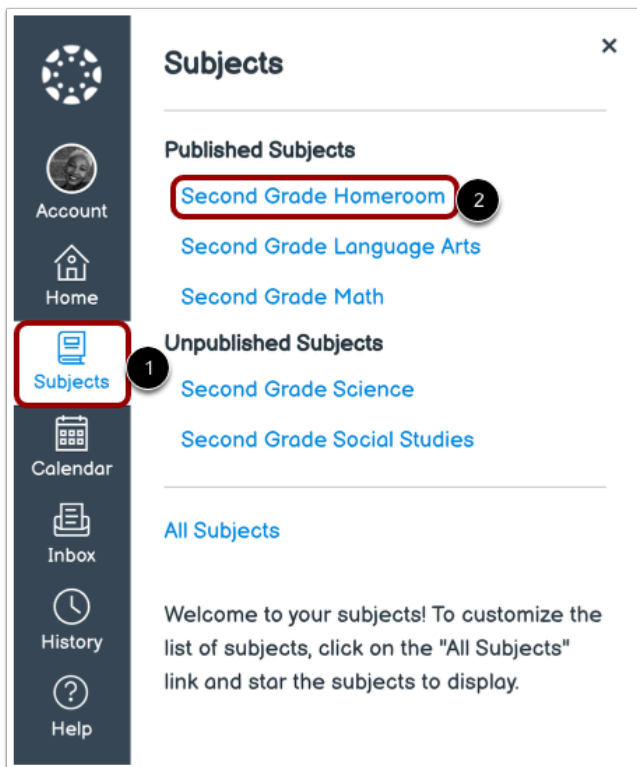 Subjects
×
Published Subjects
Second Grade Homeroom
2
Second Grade Language Arts
Second Grade Math
Unpublished Subjects
Second Grade Science
Second Grade Social Studies
All Subjects
Welcome to your subjects! To customize the
list of subjects, click on the "All Subjects"
link and star the subjects to display.
Account
Home
Subjects
1
Calendar
Inbox
History
Help